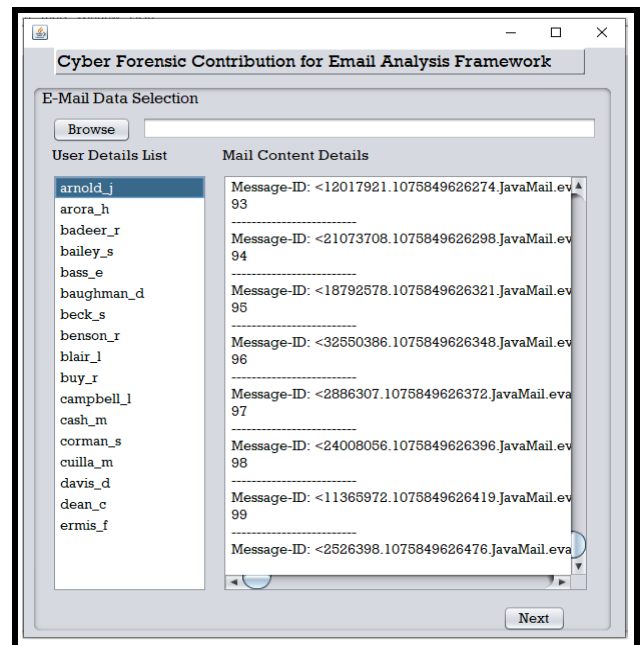 Cyber Forensic Contribution for Email Analysis Framework
E-Mail Data Selection
Browse
User Details List
Mail Content Details
arnold_j
arora_h
badeer_r
bailey_s
bass_e
baughman_d
beck_s
benson_r
blair_l
buy_r
campbell_l
cash_m
corman_s
cuilla_m
davis_d
dean_c
ermis_f
Message-ID: <12017921.1075849626274.JavaMail.ev
93
-------------------------
Message-ID: <21073708.1075849626298.JavaMail.ev
94
-------------------------
Message-ID: <18792578.1075849626321.JavaMail.ev
95
-------------------------
Message-ID: <32550386.1075849626348.JavaMail.ev
96
-------------------------
Message-ID: <2886307.1075849626372.JavaMail.eva
97
-------------------------
Message-ID: <24008056.1075849626396.JavaMail.ev
98
-------------------------
Message-ID: <11365972.1075849626419.JavaMail.ev
99
-------------------------
Message-ID: <2526398.1075849626476.JavaMail.eva
Next